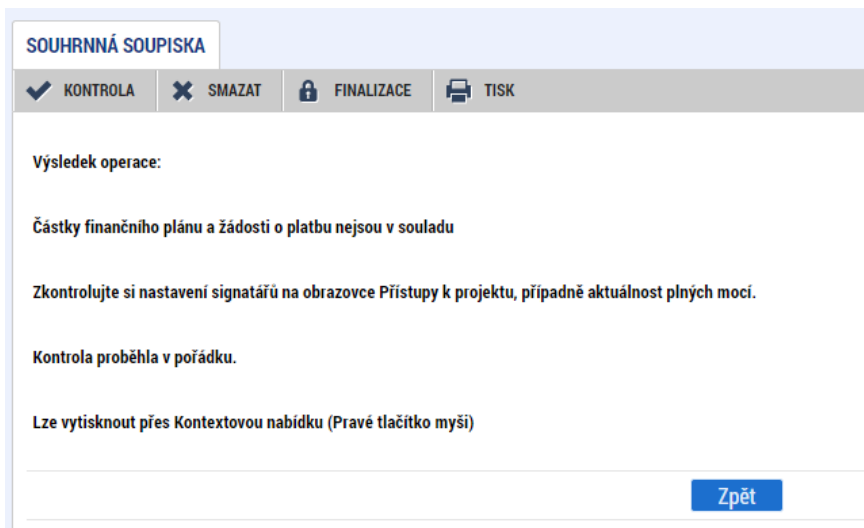 SOUHRNNÁ SOUPISKA
KONTROLA SMAZAT FINALIZACE TISK
Výsledek operace:
Částky finančního plánu a žádosti o platbu nejsou v souladu
Zkontrolujte si nastavení signatářů na obrazovce Přístupy k projektu, případně aktuálnost plných mocí.
Kontrola proběhla v pořádku.
Lze vytisknout přes Kontextovou nabídku (Pravé tlačítko myši)
Zpět